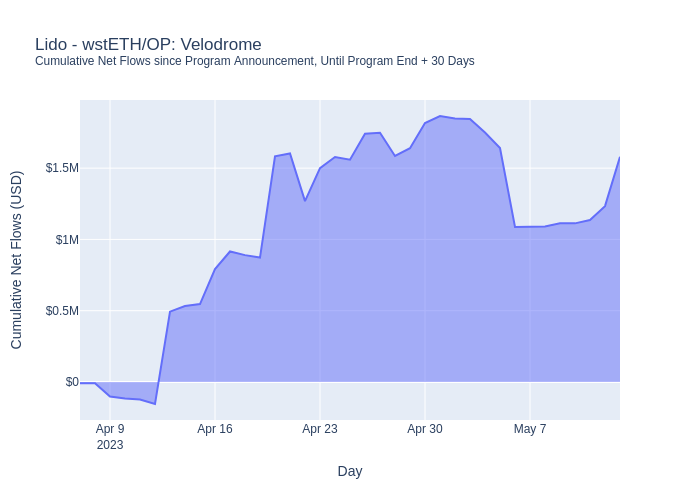 Lido - wstETH/OP: Velodrome
Cumulative Net Flows since Program Announcement, Until Program End + 30 Days
Cumulative Net Flows (USD)
$1.5M
$1M
$0.5M
$0
Apr 9
2023
Apr 16
Apr 23
Apr 30
May 7
Day